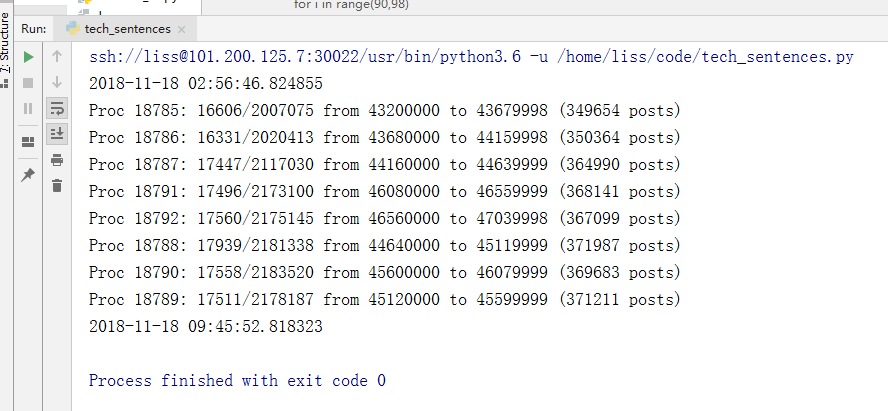 for i in range(90,98)
Run: tech_sentences ×
7: Structure
ssh://liss@101.200.125.7:30022/usr/bin/python3.6 -u /home/liss/code/tech_sentences.py
2018-11-18 02:56:46.824855
Proc 18785: 16606/2007075 from 43200000 to 43679998 (349654 posts)
Proc 18786: 16331/2020413 from 43680000 to 44159998 (350364 posts)
Proc 18787: 17447/2117030 from 44160000 to 44639999 (364990 posts)
Proc 18791: 17496/2173100 from 46080000 to 46559999 (368141 posts)
Proc 18792: 17560/2175145 from 46560000 to 47039998 (367099 posts)
Proc 18788: 17939/2181338 from 44640000 to 45119999 (371987 posts)
Proc 18790: 17558/2183520 from 45600000 to 46079999 (369683 posts)
Proc 18789: 17511/2178187 from 45120000 to 45599999 (371211 posts)
2018-11-18 09:45:52.818323
Process finished with exit code 0